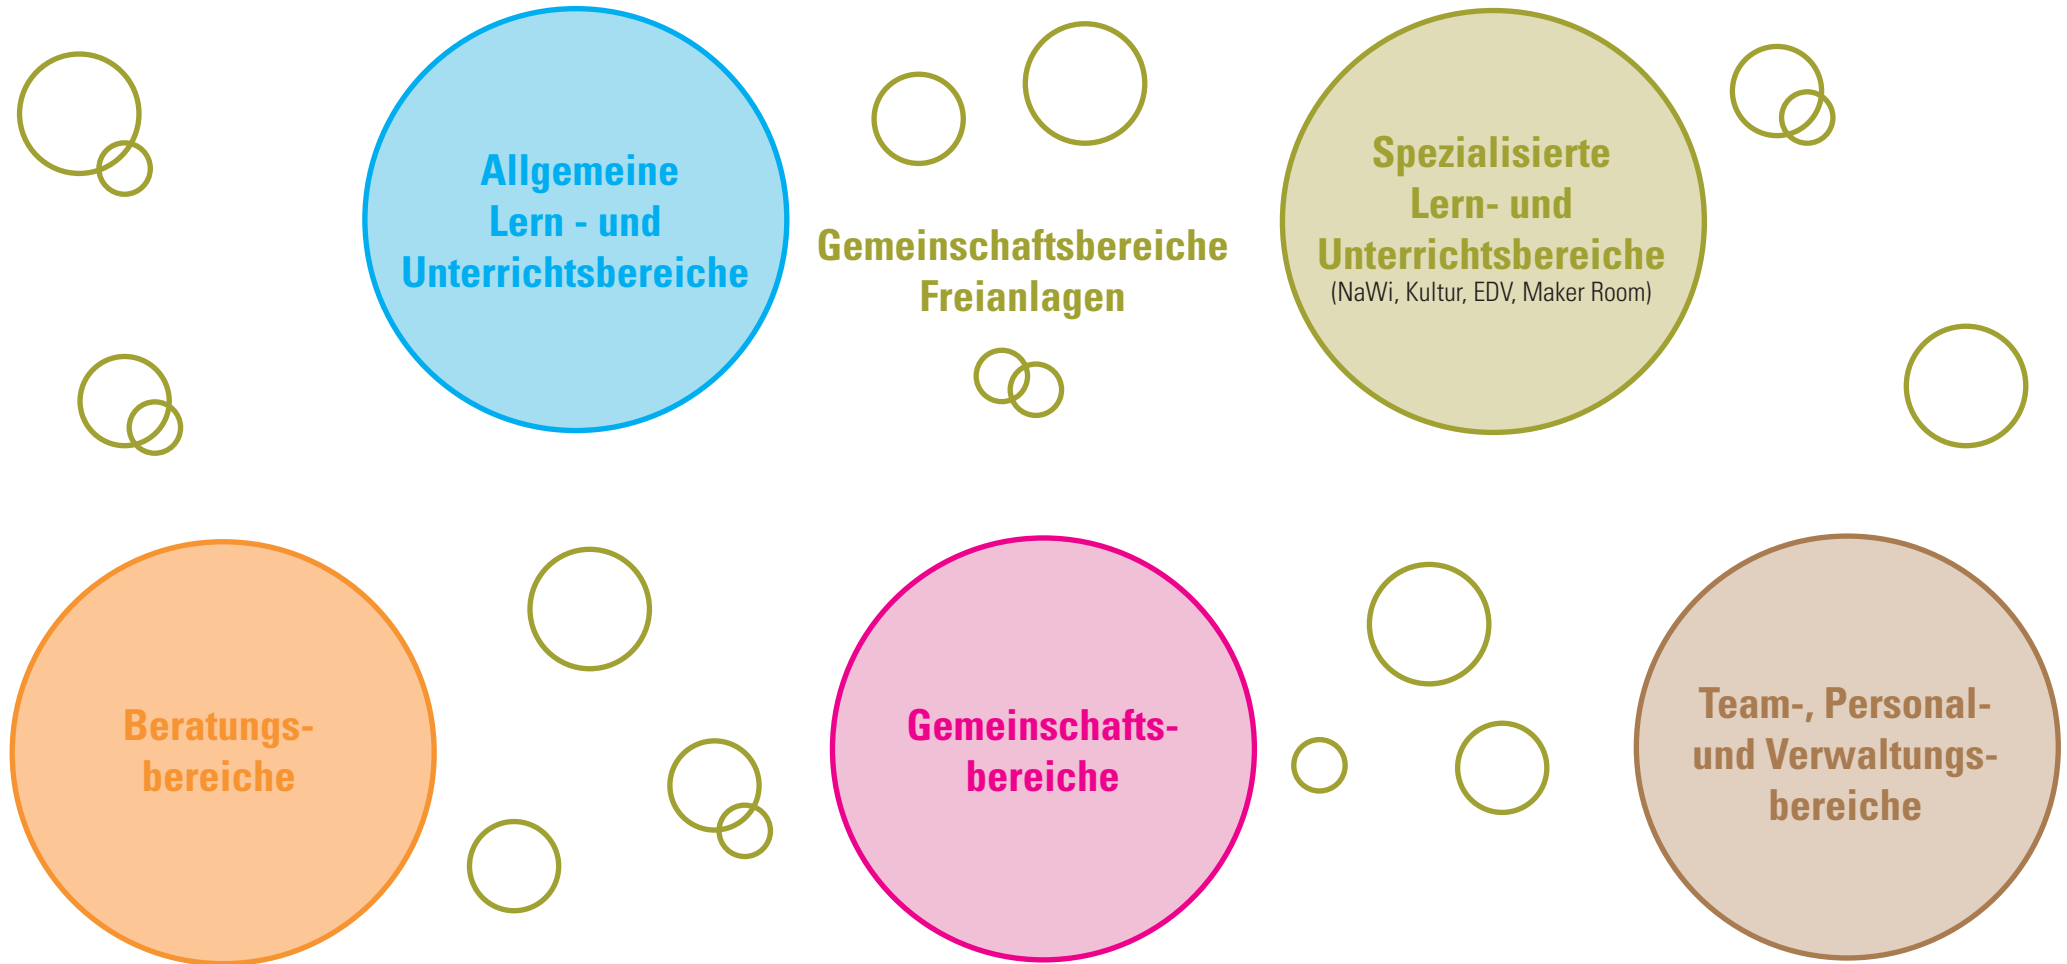 Allgemeine
Lern - und
Unterrichtsbereiche
Gemeinschaftsbereiche
Freianlagen
Spezialisierte
Lern- und
Unterrichtsbereiche
(NaWi, Kultur, EDV, Maker Room)
Beratungs-
bereiche
Gemeinschafts-
bereiche
Team-, Personal-
und Verwaltungs-
bereiche